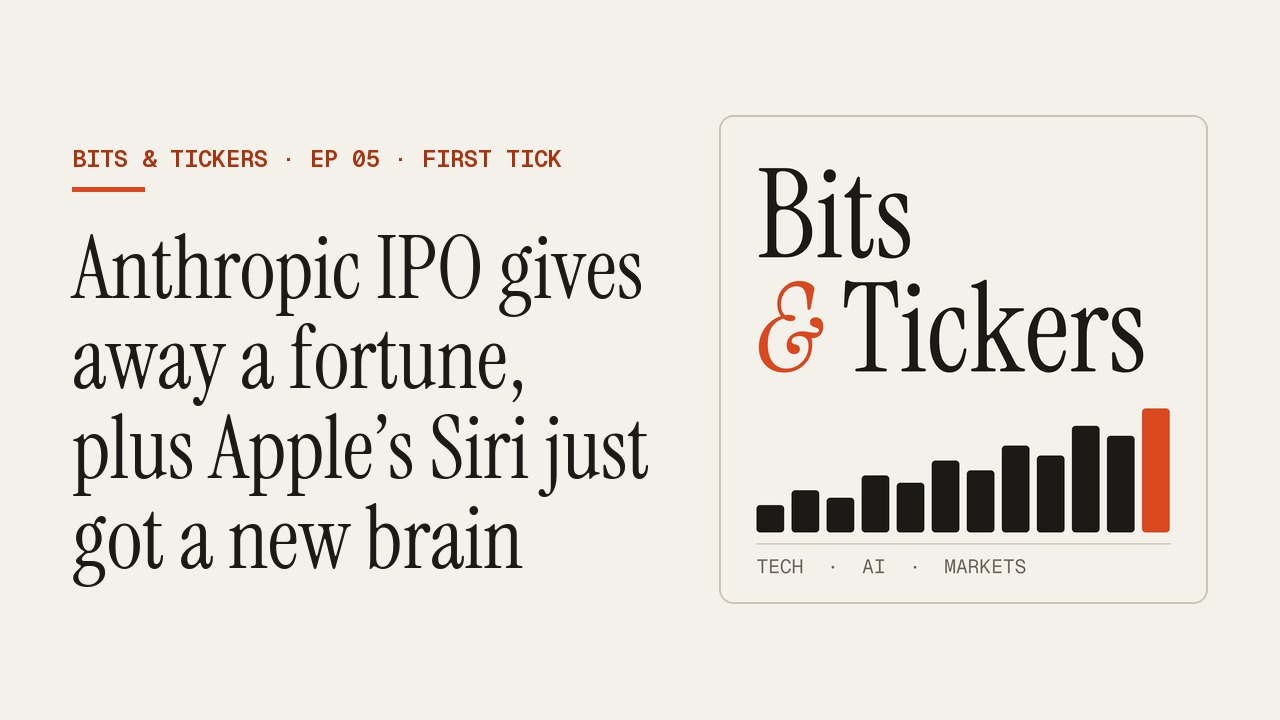 BITS & TICKERS · EP 05 · FIRST TICK
Anthropic IPO gives
away a fortune,
plus Apple’s Siri just
got a new brain
Bits
& Tickers
TECH · AI · MARKETS